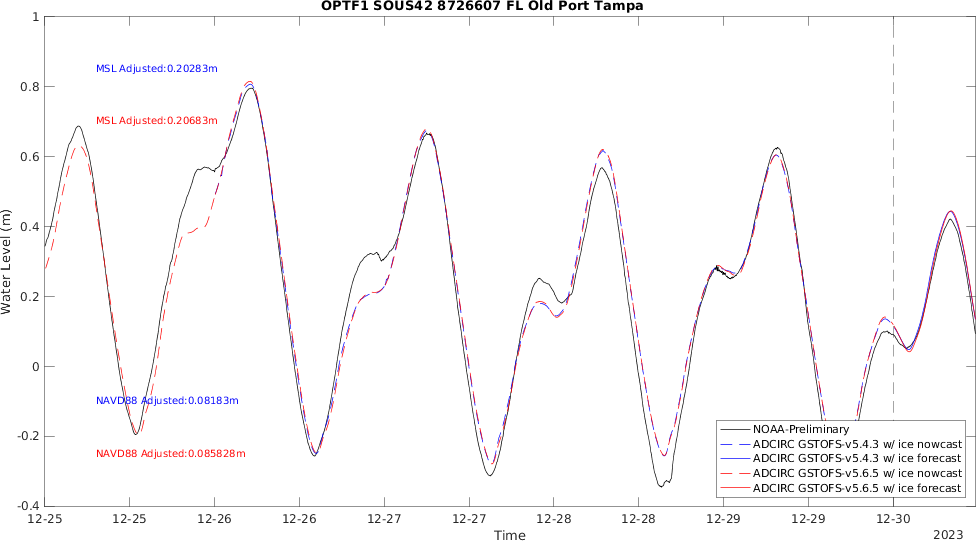 OPTF1 SOUS42 8726607 FL Old Port Tampa
1
0.8
0.6
0.4
0.2
0
-0.2
-0.4
Water Level (m)
MSL Adjusted:0.20283m
MSL Adjusted:0.20683m
NAVD88 Adjusted:0.08183m
NAVD88 Adjusted:0.085828m
NOAA-Preliminary
ADCIRC GSTOFS-v5.4.3 w/ ice nowcast
ADCIRC GSTOFS-v5.4.3 w/ ice forecast
ADCIRC GSTOFS-v5.6.5 w/ ice nowcast
ADCIRC GSTOFS-v5.6.5 w/ ice forecast
12-25 12-25 12-26 12-26 12-27 12-27 12-28 12-28 12-29 12-29 12-30
Time
2023